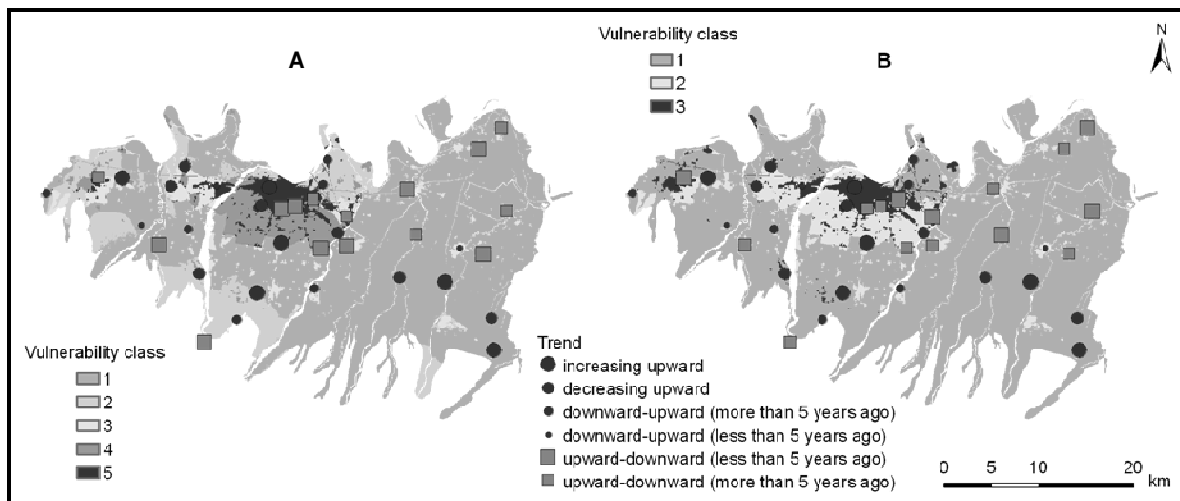 Vulnerability class
1
2
3
A
B
N
Vulnerability class
1
2
3
4
5
Trend
increasing upward
decreasing upward
downward-upward (more than 5 years ago)
downward-upward (less than 5 years ago)
upward-downward (less than 5 years ago)
upward-downward (more than 5 years ago)
0 5 10 20
km